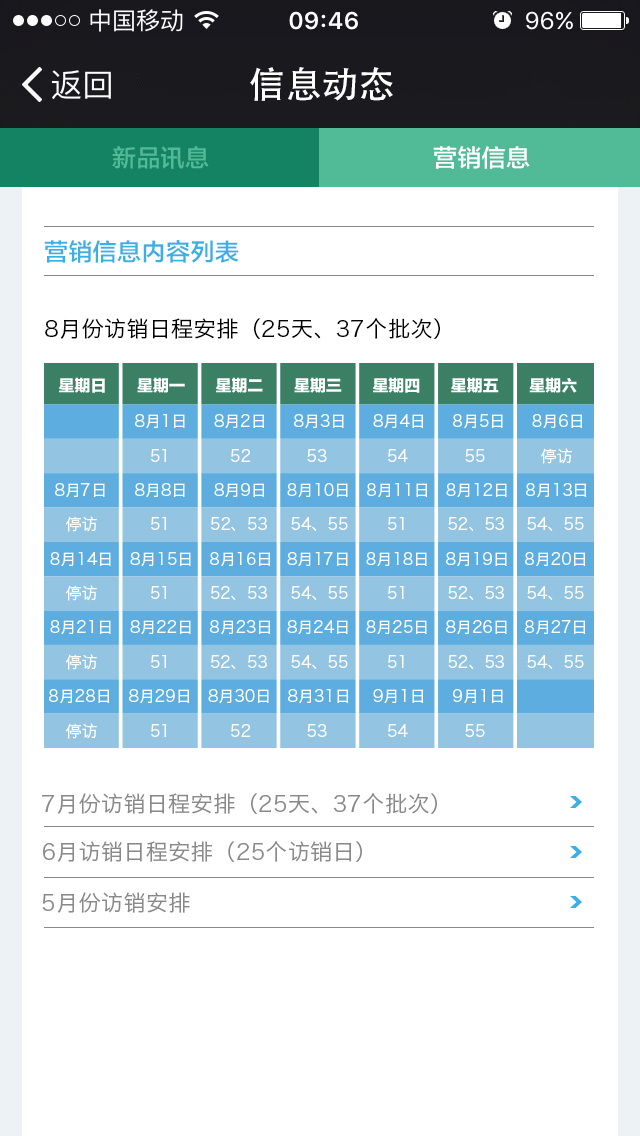 中国移动 09:46 96%
返回 信息动态
新品讯息 营销信息
营销信息内容列表
8月份访销日程安排（25天、37个批次）
星期日 星期一 星期二 星期三 星期四 星期五 星期六
8月1日 8月2日 8月3日 8月4日 8月5日 8月6日
51 52 53 54 55 停访
8月7日 8月8日 8月9日 8月10日 8月11日 8月12日 8月13日
停访 51 52、53 54、55 51 52、53 54、55
8月14日 8月15日 8月16日 8月17日 8月18日 8月19日 8月20日
停访 51 52、53 54、55 51 52、53 54、55
8月21日 8月22日 8月23日 8月24日 8月25日 8月26日 8月27日
停访 51 52、53 54、55 51 52、53 54、55
8月28日 8月29日 8月30日 8月31日 9月1日 9月1日
停访 51 52 53 54 55
7月份访销日程安排（25天、37个批次）
6月访销日程安排（25个访销日）
5月份访销安排